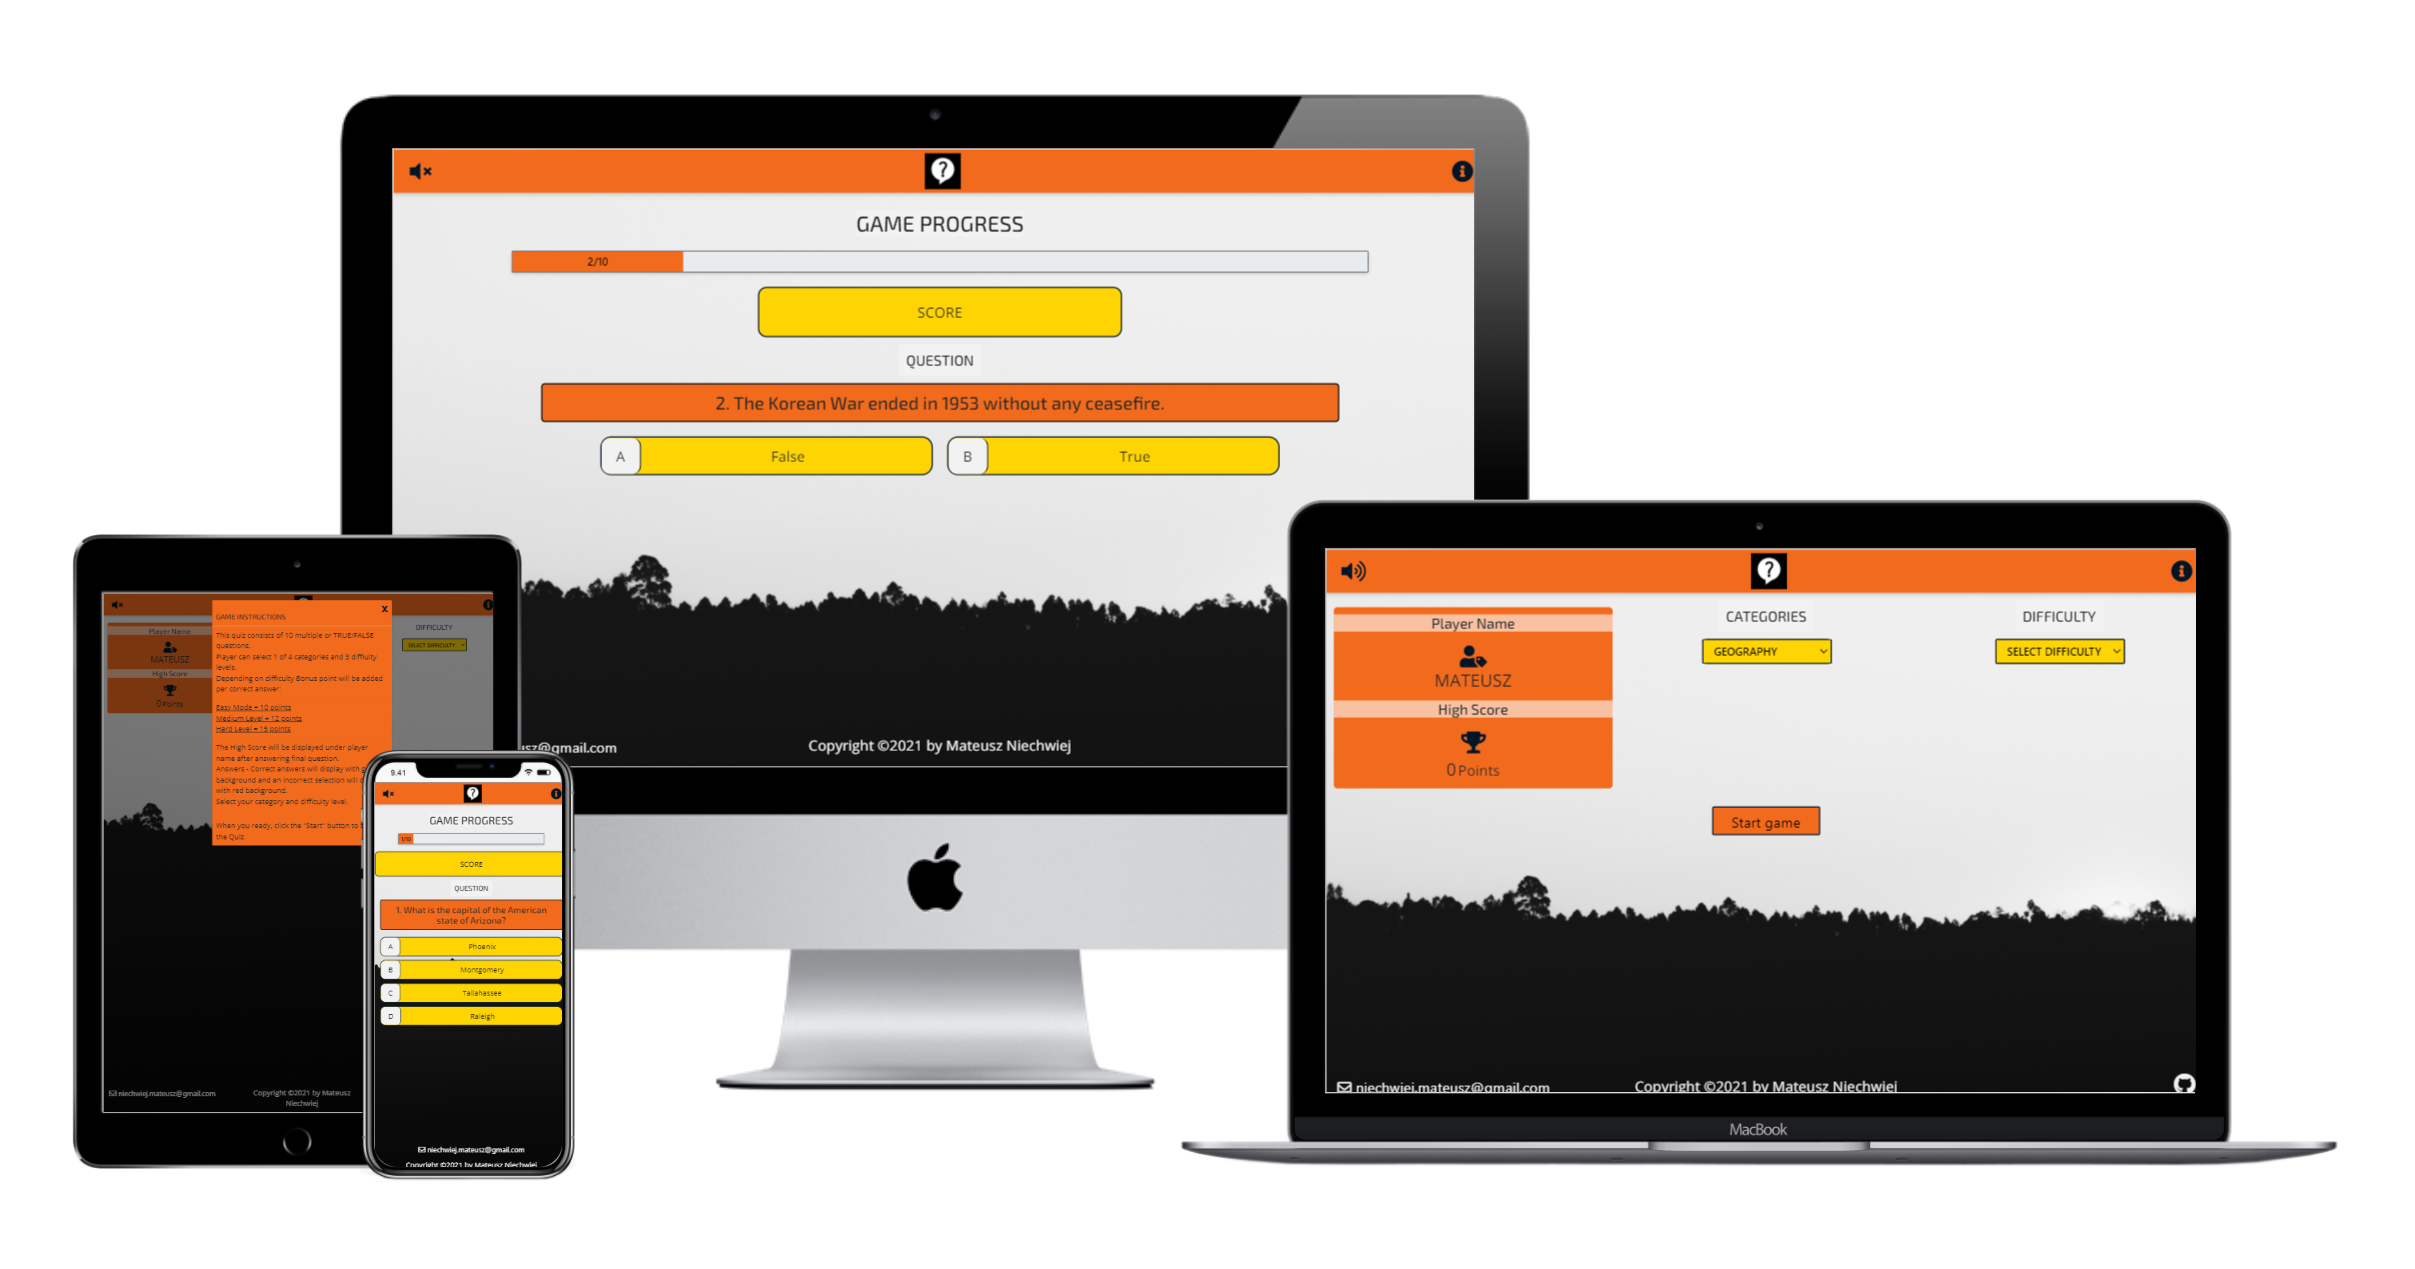 GAME PROGRESS
2/10
SCORE
QUESTION
2. The Korean War ended in 1953 without any ceasefire.
A False
B True
usz@gmail.com
Copyright ©2021 by Mateusz Niechwiej
Player Name
MATEUSZ
High Score
0 Points
GAME INSTRUCTIONS
X
This quiz consists of 10 multiple or TRUE/FALSE
questions.
Player can select 1 of 4 categories and 3 diffiulty
levels.
Depending on difficulty Bonus point will be added
per correct answer:
Easy Mode = 10 points
Medium Level = 12 points
Hard Level = 15 points
The High Score will be displayed under player
name after answering final question.
Answers - Correct answers will display with g
background and an incorrect selection will d
with red background.
Select your category and difficulty level.
When you ready, click the "Start" button to
the Quiz.
DIFFICULTY
SELECT DIFFICULTY
niechwiej.mateusz@gmail.com
Copyright ©2021 by Mateusz
Niechwiej
9:41
GAME PROGRESS
1/10
SCORE
QUESTION
1. What is the capital of the American
state of Arizona?
A Phoenix
B Montgomery
C Tallahassee
D Raleigh
niechwiej.mateusz@gmail.com
Copyright ©2021 by Mateusz Niechwiej
Player Name
MATEUSZ
High Score
0 Points
CATEGORIES
GEOGRAPHY
DIFFICULTY
SELECT DIFFICULTY
Start game
niechwiej.mateusz@gmail.com
Copyright ©2021 by Mateusz Niechwiej
MacBook